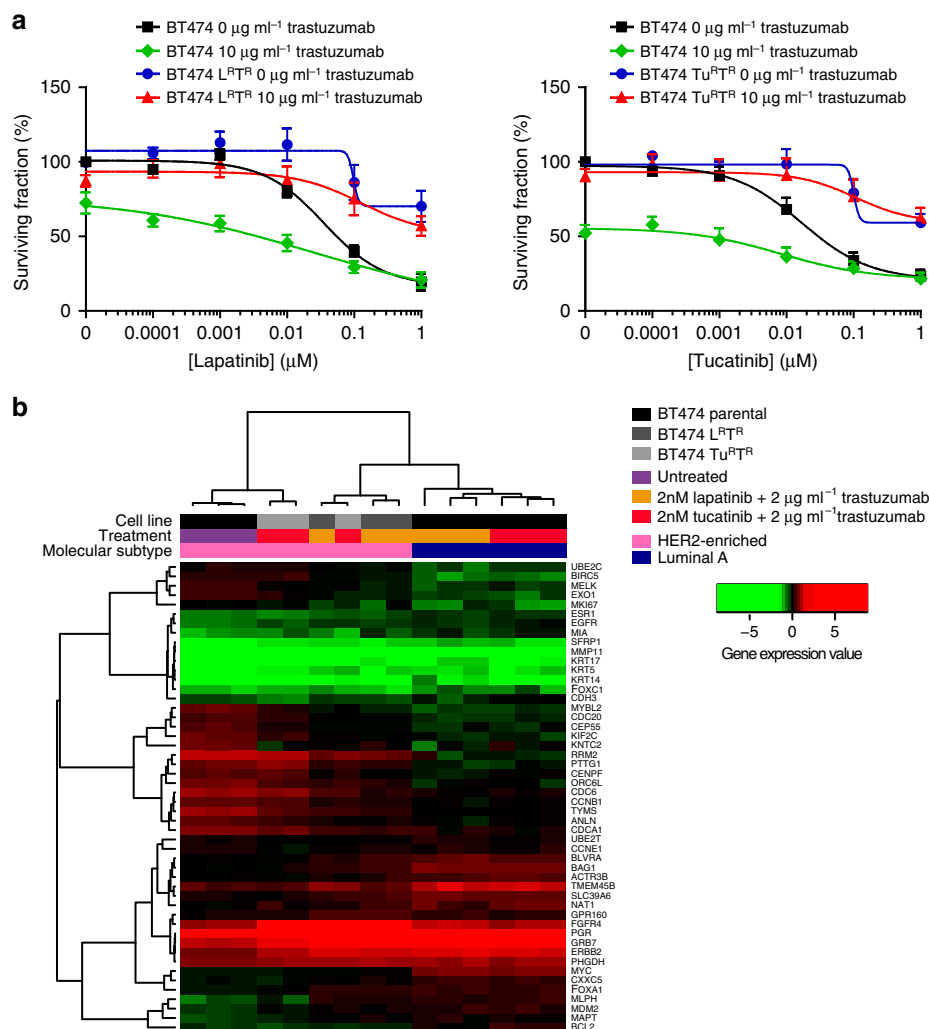 a
BT474 0 μg ml⁻¹ trastuzumab
BT474 10 μg ml⁻¹ trastuzumab
BT474 LᴿTᴿ 0 μg ml⁻¹ trastuzumab
BT474 LᴿTᴿ 10 μg ml⁻¹ trastuzumab
150
100
50
0
Surviving fraction (%)
0 0.0001 0.001 0.01 0.1 1
[Lapatinib] (μM)
BT474 0 μg ml⁻¹ trastuzumab
BT474 10 μg ml⁻¹ trastuzumab
BT474 TuᴿTᴿ 0 μg ml⁻¹ trastuzumab
BT474 TuᴿTᴿ 10 μg ml⁻¹ trastuzumab
150
100
50
0
Surviving fraction (%)
0 0.0001 0.001 0.01 0.1 1
[Tucatinib] (μM)
b
BT474 parental
BT474 LᴿTᴿ
BT474 TuᴿTᴿ
Untreated
2nM lapatinib + 2 μg ml⁻¹ trastuzumab
2nM tucatinib + 2 μg ml⁻¹trastuzumab
HER2-enriched
Luminal A
−5 0 5
Gene expression value
Cell line
Treatment
Molecular subtype
UBE2C
BIRC5
MELK
EXO1
MKI67
ESR1
EGFR
MIA
SFRP1
MMP11
KRT17
KRT5
KRT14
FOXC1
CDH3
MYBL2
CDC20
CEP55
KIF2C
KNTC2
RRM2
PTTG1
CENPF
ORC6L
CDC6
CCNB1
TYMS
ANLN
CDCA1
UBE2T
CCNE1
BLVRA
BAG1
ACTR3B
TMEM45B
SLC39A6
NAT1
GPR160
FGFR4
PGR
GRB7
ERBB2
PHGDH
MYC
CXXC5
FOXA1
MLPH
MDM2
MAPT
BCL2